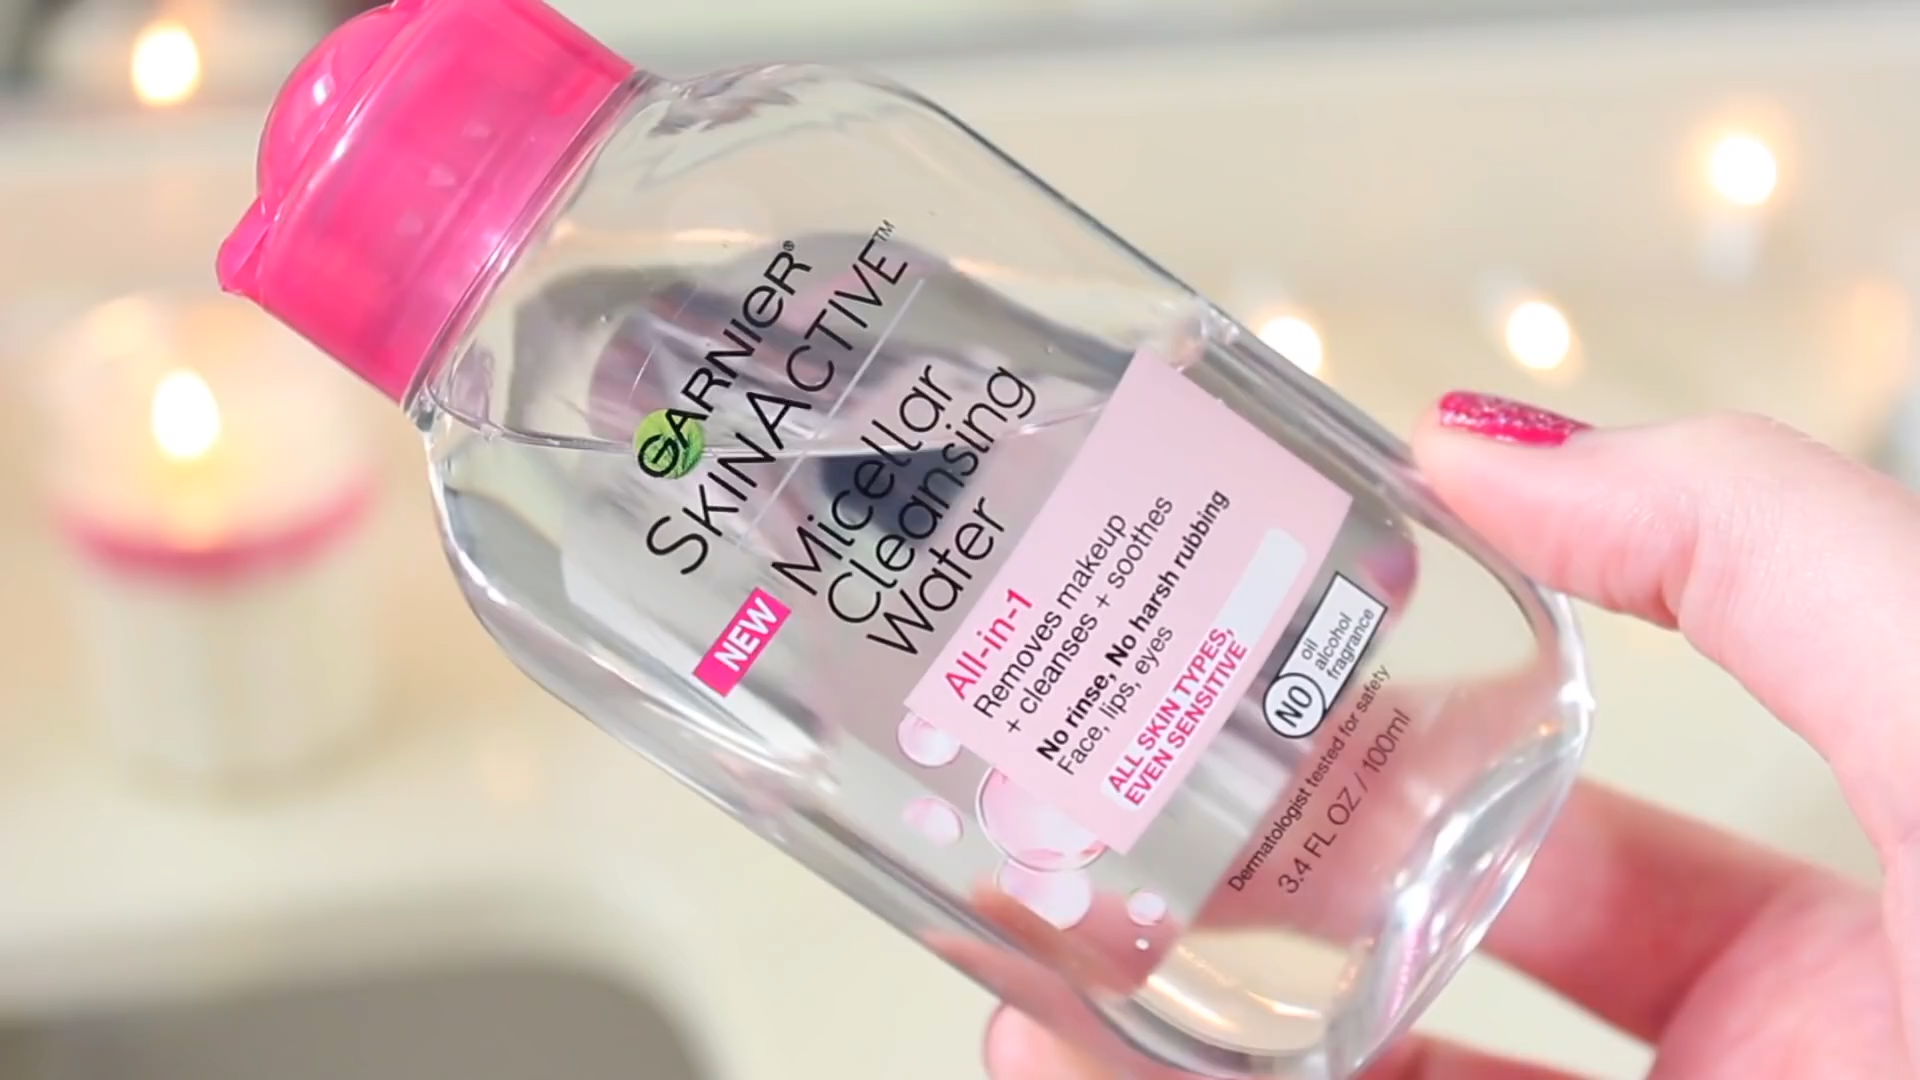 GARNIER®
SKINACTIVE™
NEW
Micellar
Cleansing
Water
All-in-1
Removes makeup
+ cleanses + soothes
No rinse, No harsh rubbing
Face, lips, eyes
ALL SKIN TYPES,
EVEN SENSITIVE
NO
oil
alcohol
fragrance
Dermatologist tested for safety
3.4 FL OZ / 100ml